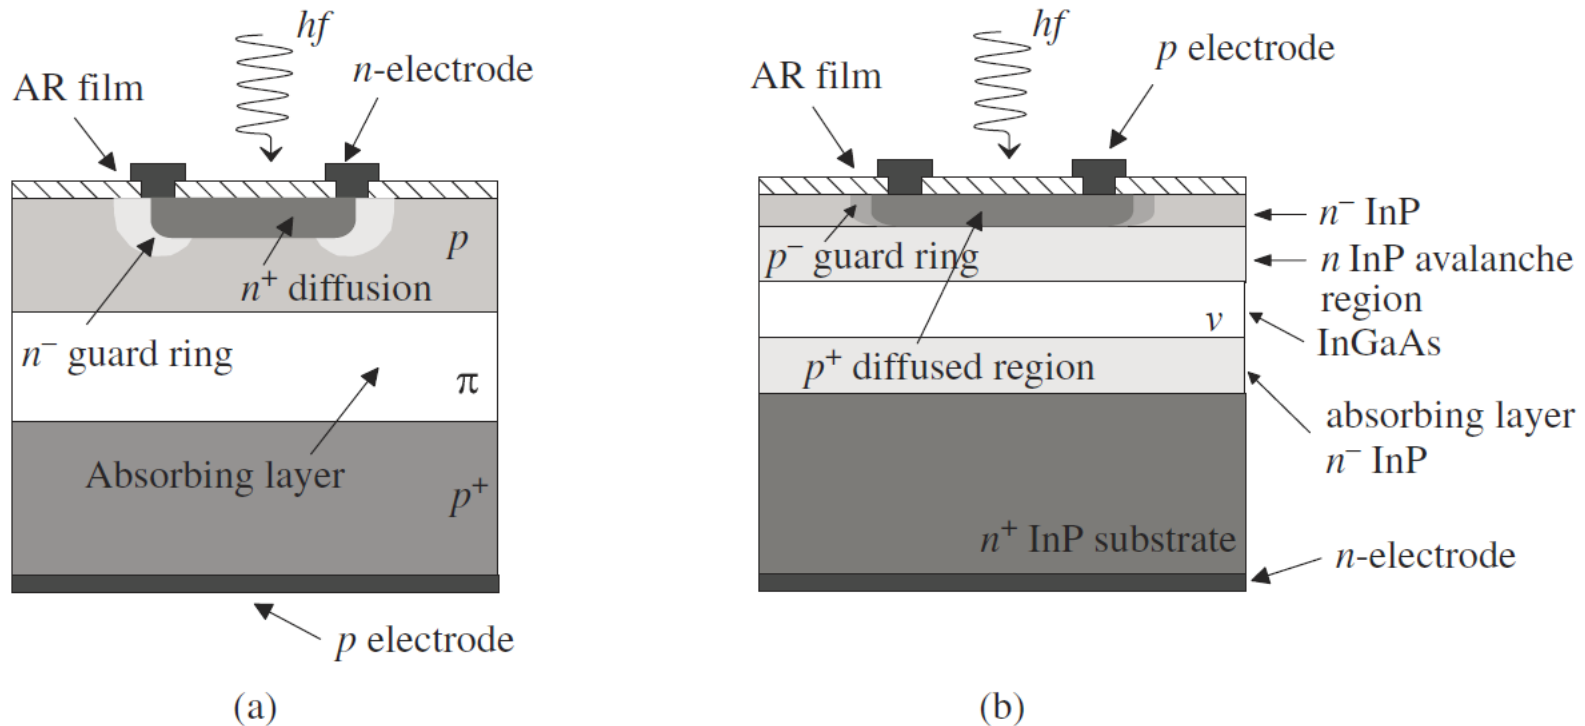 hf
AR film
n-electrode
p
n⁺ diffusion
n⁻ guard ring
π
Absorbing layer
p⁺
p electrode
(a)
hf
p electrode
AR film
n⁻ InP
p⁻ guard ring
n InP avalanche
region
ν
InGaAs
p⁺ diffused region
absorbing layer
n⁻ InP
n⁺ InP substrate
n-electrode
(b)